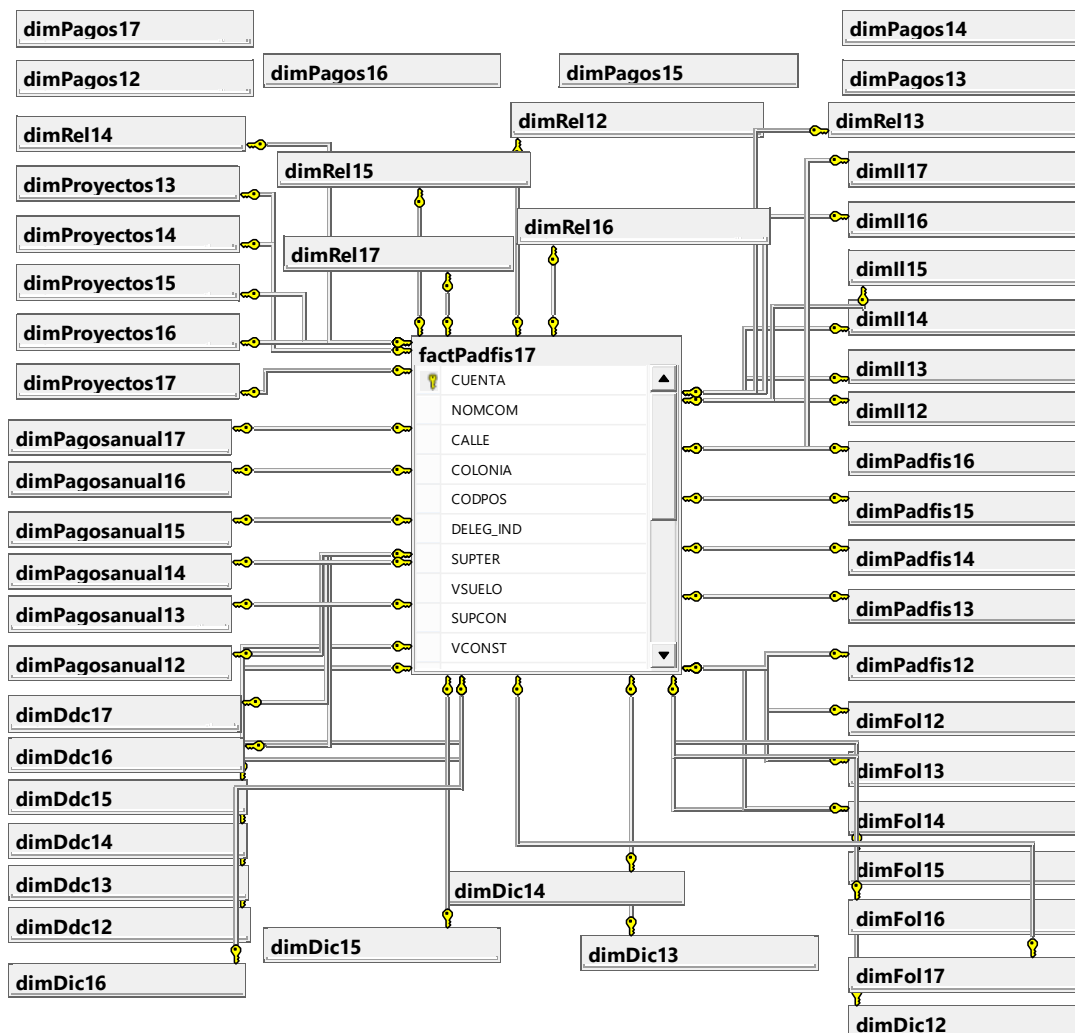 dimPagos17
dimPagos14
dimPagos12
dimPagos16
dimPagos15
dimPagos13
dimRel14
dimRel12
dimRel13
dimRel15
dimIl17
dimProyectos13
dimRel16
dimIl16
dimProyectos14
dimRel17
dimIl15
dimProyectos15
dimIl14
dimProyectos16
factPadfis17
dimIl13
dimProyectos17
CUENTA
NOMCOM
dimIl12
dimPagosanual17
CALLE
dimPadfis16
dimPagosanual16
COLONIA
CODPOS
dimPadfis15
dimPagosanual15
DELEG_IND
dimPagosanual14
SUPTER
dimPadfis14
VSUELO
dimPagosanual13
SUPCON
dimPadfis13
VCONST
dimPagosanual12
dimPadfis12
dimDdc17
dimFol12
dimDdc16
dimFol13
dimDdc15
dimFol14
dimDdc14
dimFol15
dimDdc13
dimDic14
dimDdc12
dimFol16
dimDic15
dimDic13
dimDic16
dimFol17
dimDic12